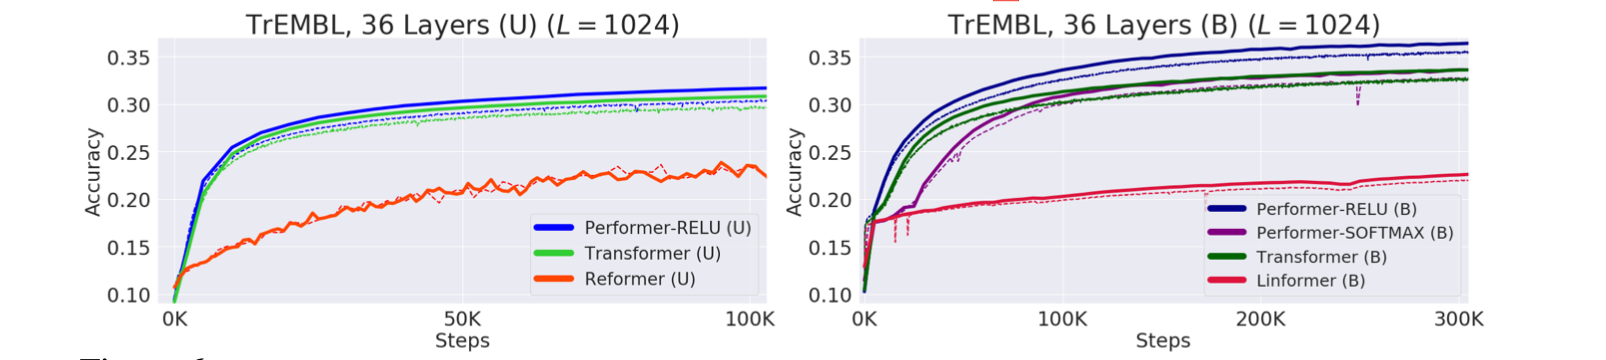 TrEMBL, 36 Layers (U) (L = 1024)
0.35
0.30
0.25
0.20
0.15
0.10
Accuracy
0K
50K
100K
Steps
Performer-RELU (U)
Transformer (U)
Reformer (U)
TrEMBL, 36 Layers (B) (L = 1024)
0.35
0.30
0.25
0.20
0.15
0.10
Accuracy
0K
100K
200K
300K
Steps
Performer-RELU (B)
Performer-SOFTMAX (B)
Transformer (B)
Linformer (B)